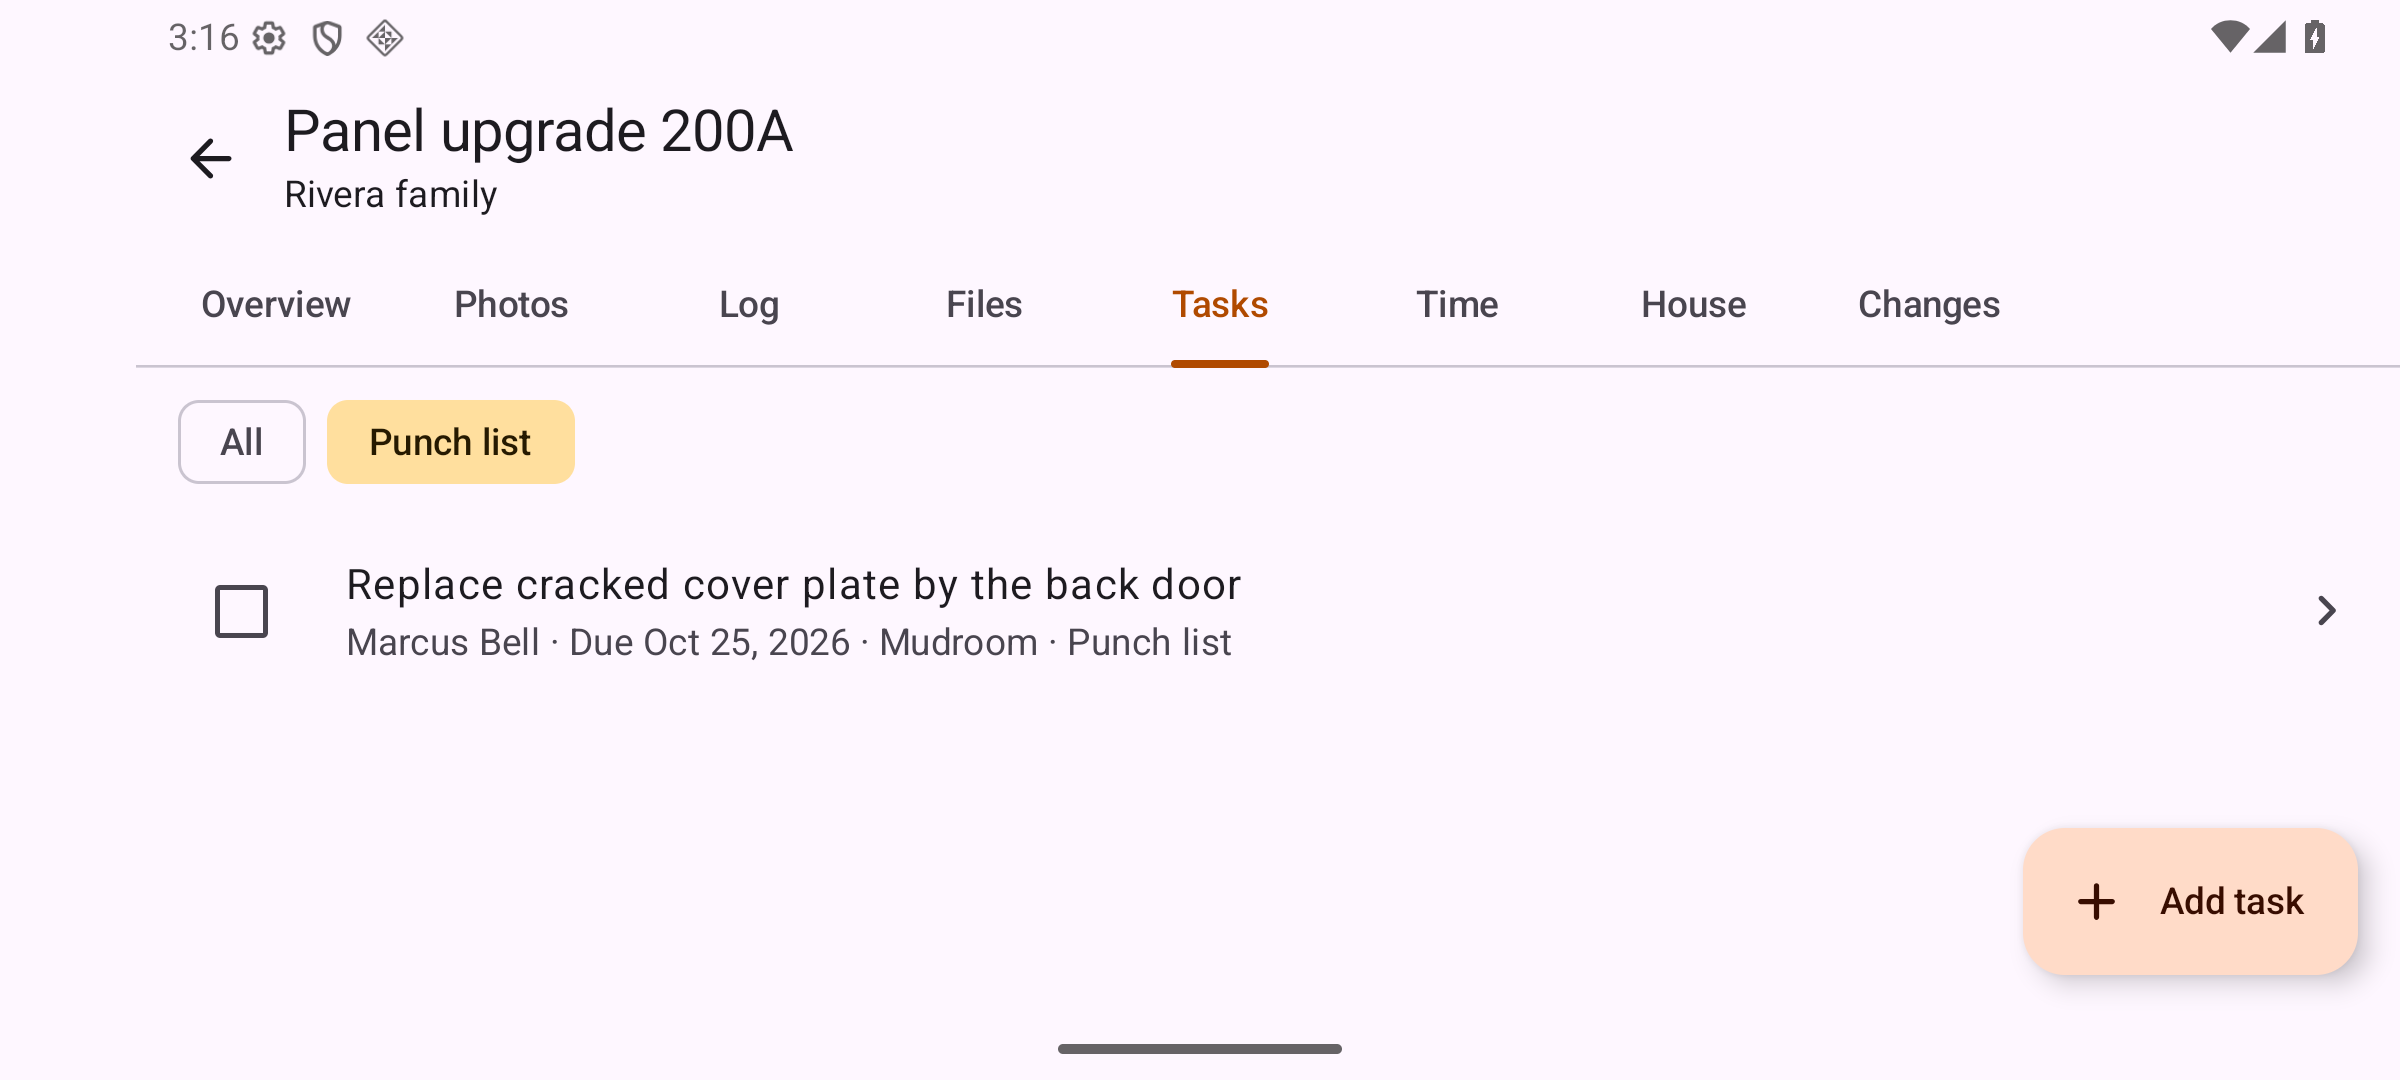 3:16
Panel upgrade 200A
Rivera family
Overview Photos Log Files Tasks Time House Changes
All Punch list
Replace cracked cover plate by the back door
Marcus Bell · Due Oct 25, 2026 · Mudroom · Punch list
Add task